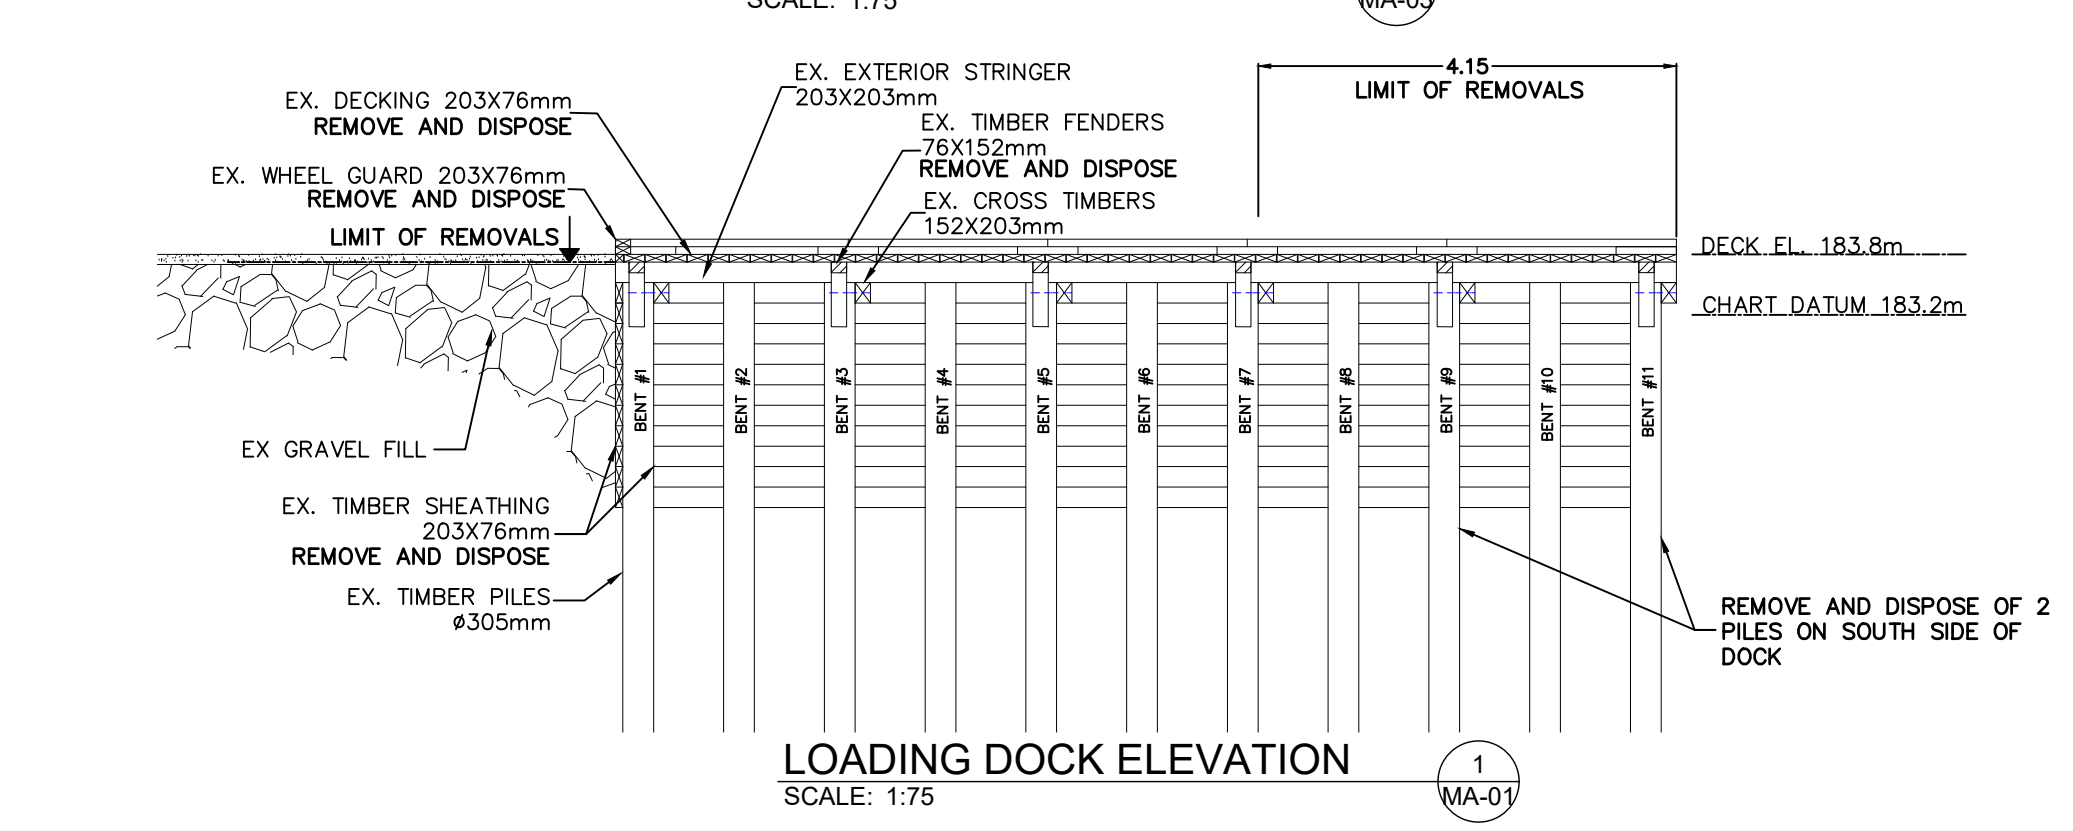 SCALE: 1:75
MA-03
EX. EXTERIOR STRINGER
203X203mm
4.15
LIMIT OF REMOVALS
EX. DECKING 203X76mm
REMOVE AND DISPOSE
EX. TIMBER FENDERS
76X152mm
REMOVE AND DISPOSE
EX. WHEEL GUARD 203X76mm
REMOVE AND DISPOSE
EX. CROSS TIMBERS
152X203mm
LIMIT OF REMOVALS
DECK EL. 183.8m
CHART DATUM 183.2m
BENT #1
BENT #2
BENT #3
BENT #4
BENT #5
BENT #6
BENT #7
BENT #8
BENT #9
BENT #10
BENT #11
EX GRAVEL FILL
EX. TIMBER SHEATHING
203X76mm
REMOVE AND DISPOSE
EX. TIMBER PILES
ø305mm
REMOVE AND DISPOSE OF 2
PILES ON SOUTH SIDE OF
DOCK
LOADING DOCK ELEVATION
SCALE: 1:75
1
MA-01